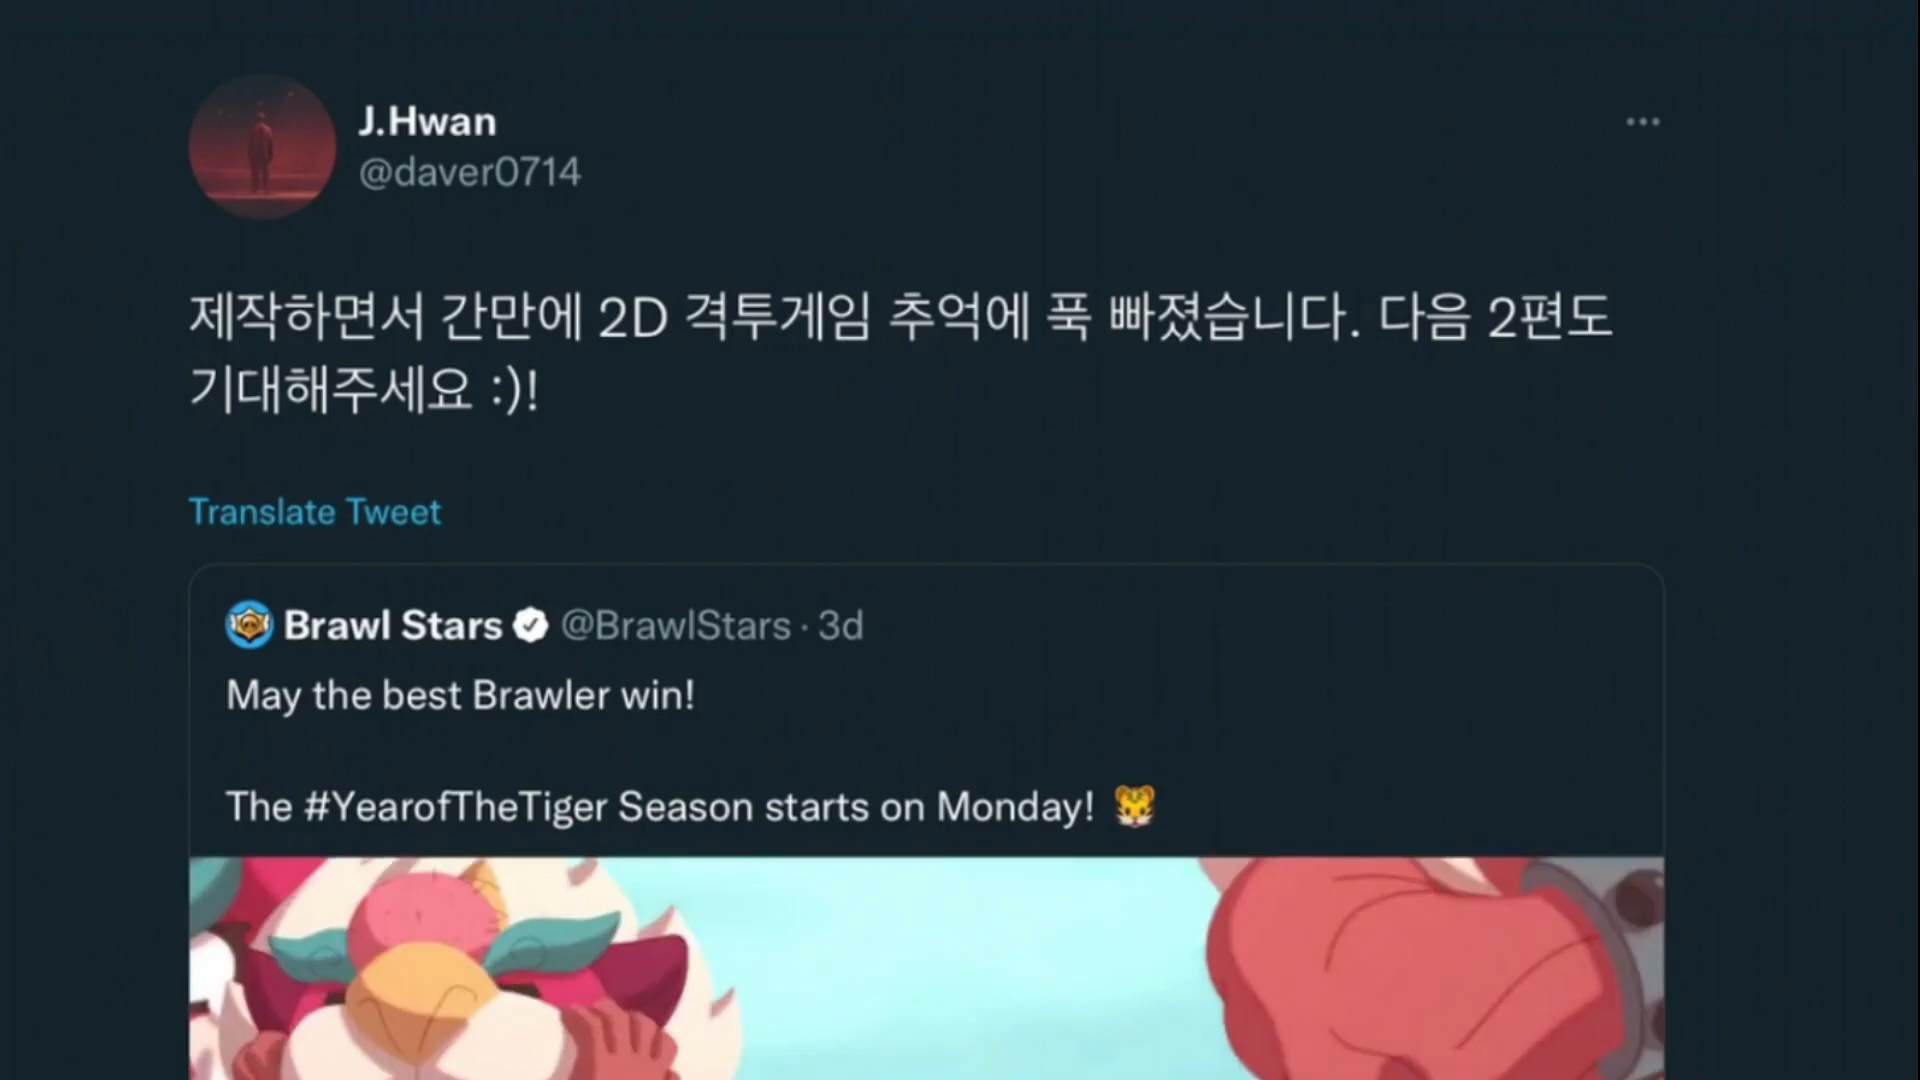 J.Hwan
@daver0714
제작하면서 간만에 2D 격투게임 추억에 푹 빠졌습니다. 다음 2편도
기대해주세요 :)!
Translate Tweet
Brawl Stars @BrawlStars · 3d
May the best Brawler win!
The #YearofTheTiger Season starts on Monday! 🐯